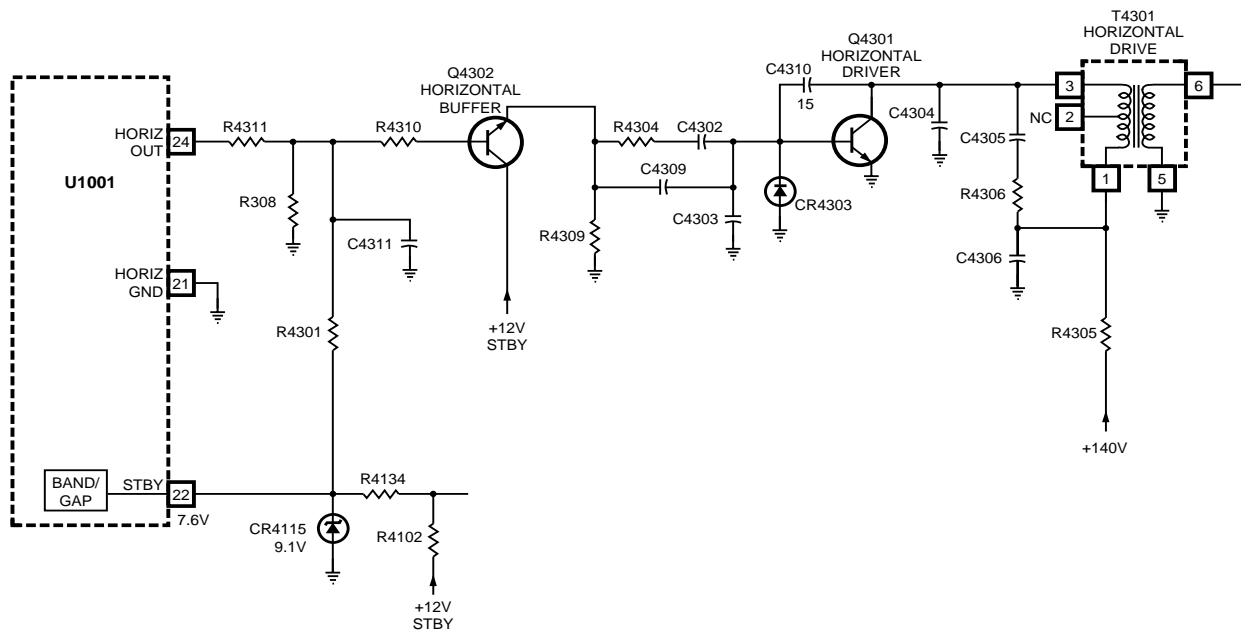 T4301
HORIZONTAL
DRIVE
Q4301
HORIZONTAL
DRIVER
Q4302
HORIZONTAL
BUFFER
C4310
15
3
6
HORIZ
OUT
24
R4311
R4310
R4304
C4302
C4304
C4305
NC
2
U1001
C4309
1
5
R308
CR4303
R4306
C4303
R4309
C4311
C4306
HORIZ
GND
21
R4301
+12V
STBY
R4305
+140V
BAND/
GAP
STBY
22
7.6V
R4134
CR4115
9.1V
R4102
+12V
STBY